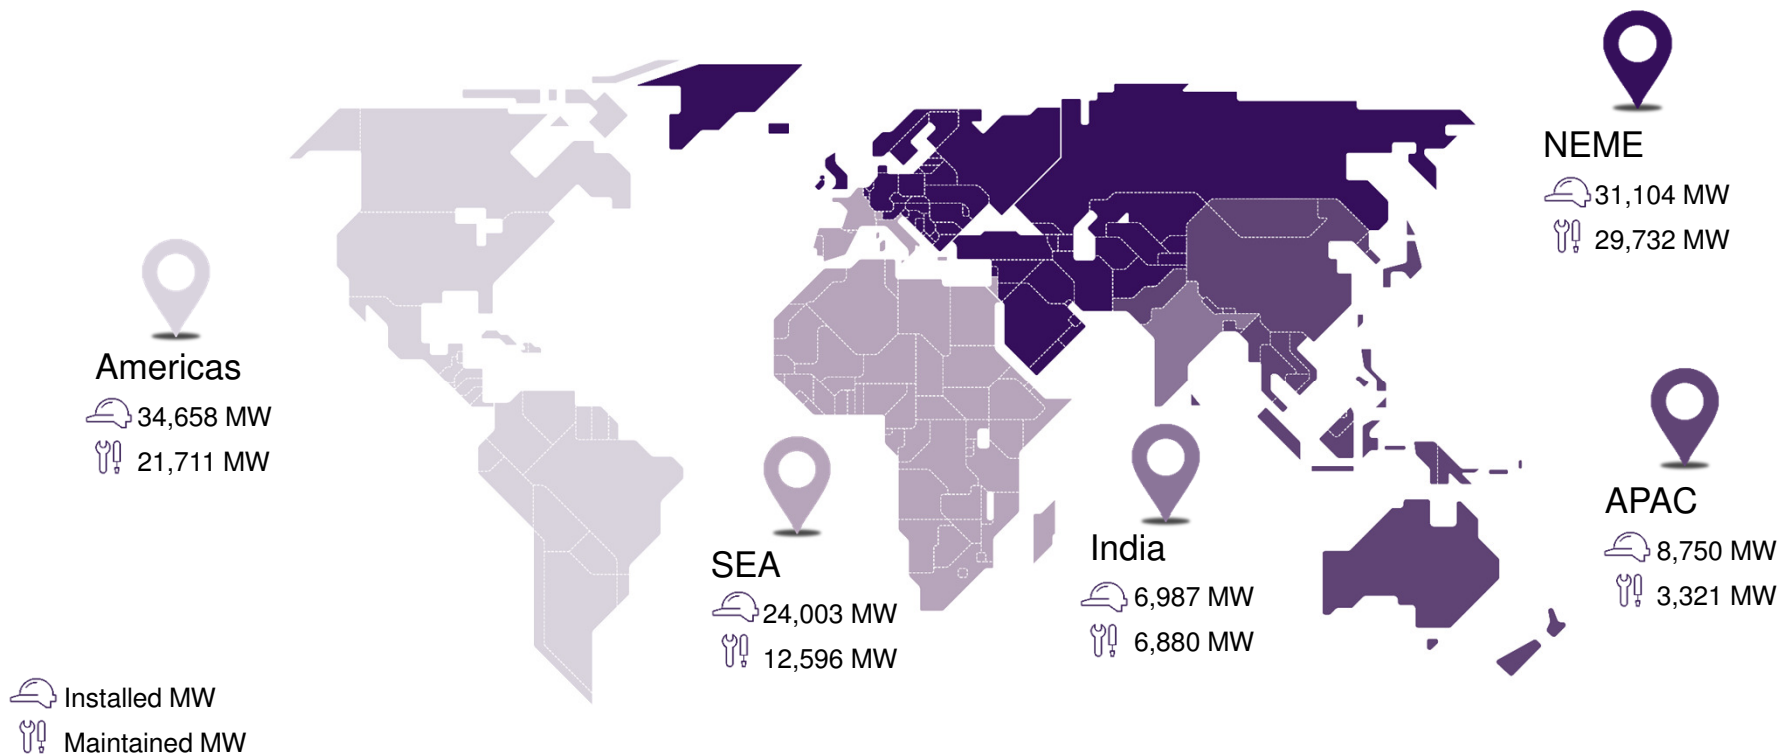 NEME
31,104 MW
29,732 MW
Americas
34,658 MW
21,711 MW
SEA
24,003 MW
12,596 MW
India
6,987 MW
6,880 MW
APAC
8,750 MW
3,321 MW
Installed MW
Maintained MW